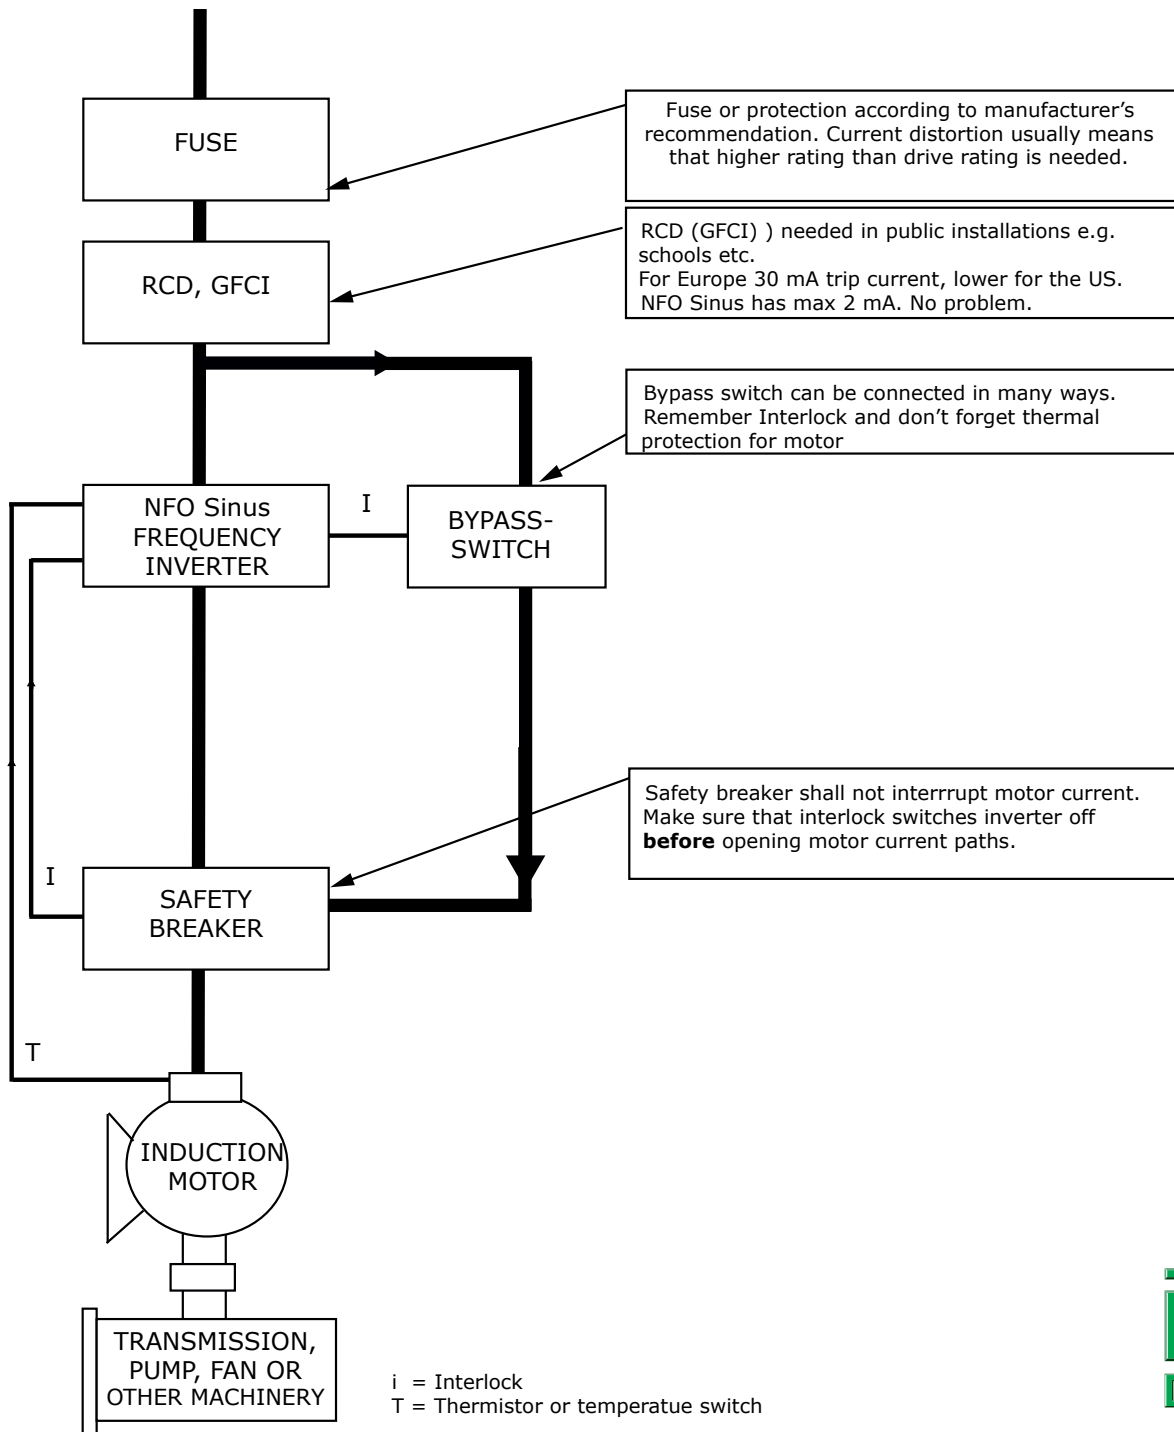 FUSE
Fuse or protection according to manufacturer's
recommendation. Current distortion usually means
that higher rating than drive rating is needed.
RCD, GFCI
RCD (GFCI) ) needed in public installations e.g.
schools etc.
For Europe 30 mA trip current, lower for the US.
NFO Sinus has max 2 mA. No problem.
Bypass switch can be connected in many ways.
Remember Interlock and don't forget thermal
protection for motor
NFO Sinus
FREQUENCY
INVERTER
I
BYPASS-
SWITCH
Safety breaker shall not interrrupt motor current.
Make sure that interlock switches inverter off
before opening motor current paths.
I
SAFETY
BREAKER
T
INDUCTION
MOTOR
TRANSMISSION,
PUMP, FAN OR
OTHER MACHINERY
i = Interlock
T = Thermistor or temperatue switch